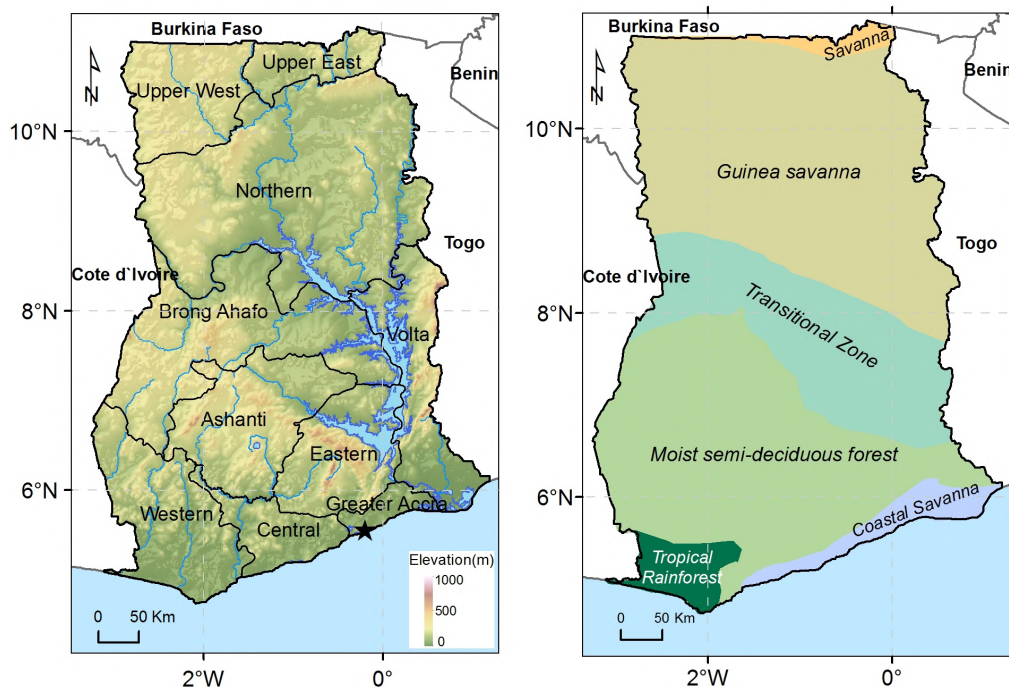 Burkina Faso
Upper East
Benin
Upper West
N
10°N
Northern
Togo
Cote d`Ivoire
8°N
Brong Ahafo
Volta
Ashanti
Eastern
6°N
Western
Greater Accra
Central
Elevation(m)
1000
500
0
0 50 Km
2°W 0°
Burkina Faso
Savanna
Benin
N
10°N
Guinea savanna
Togo
Cote d`Ivoire
8°N
Transitional Zone
Moist semi-deciduous forest
6°N
Coastal Savanna
Tropical
Rainforest
0 50 Km
2°W 0°